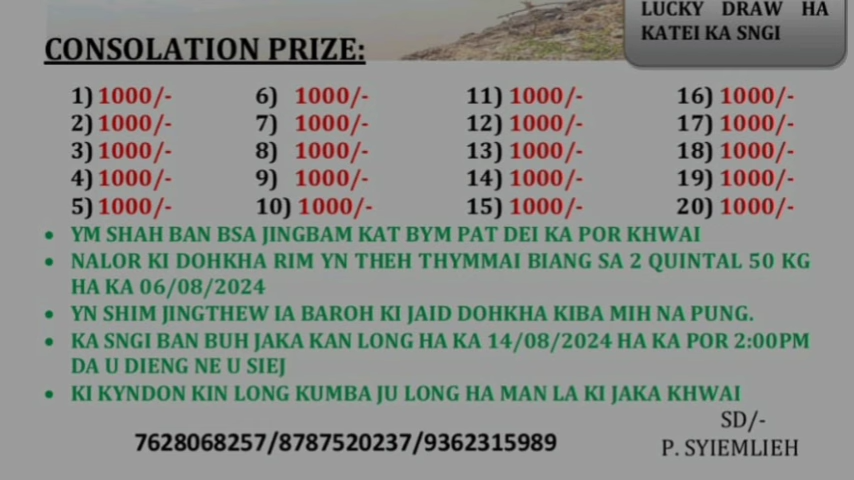 LUCKY DRAW HA
KATEI KA SNGI
CONSOLATION PRIZE:
1) 1000/- 6) 1000/- 11) 1000/- 16) 1000/-
2) 1000/- 7) 1000/- 12) 1000/- 17) 1000/-
3) 1000/- 8) 1000/- 13) 1000/- 18) 1000/-
4) 1000/- 9) 1000/- 14) 1000/- 19) 1000/-
5) 1000/- 10) 1000/- 15) 1000/- 20) 1000/-
• YM SHAH BAN BSA JINGBAM KAT BYM PAT DEI KA POR KHWAI
• NALOR KI DOHKHA RIM YN THEH THYMMAI BIANG SA 2 QUINTAL 50 KG
HA KA 06/08/2024
• YN SHIM JINGTHEW IA BAROH KI JAID DOHKHA KIBA MIH NA PUNG.
• KA SNGI BAN BUH JAKA KAN LONG HA KA 14/08/2024 HA KA POR 2:00PM
DA U DIENG NE U SIEJ
• KI KYNDON KIN LONG KUMBA JU LONG HA MAN LA KI JAKA KHWAI
SD/-
7628068257/8787520237/9362315989
P. SYIEMLIEH